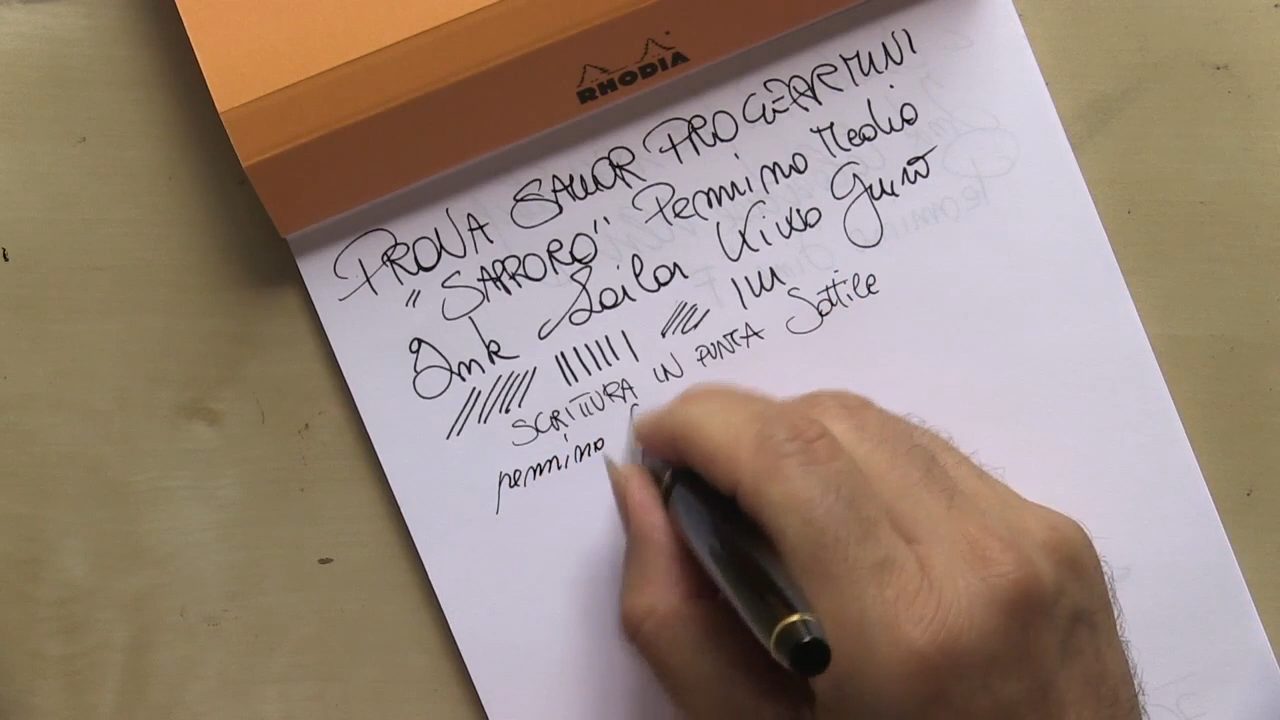 RHODIA
PROVA SAILOR PROGEAR MINI
"SAPPORO" Pennino Medio
Ink Sailor Kiwa Guro
SCRITTURA IN PUNTA Sottile
pennino